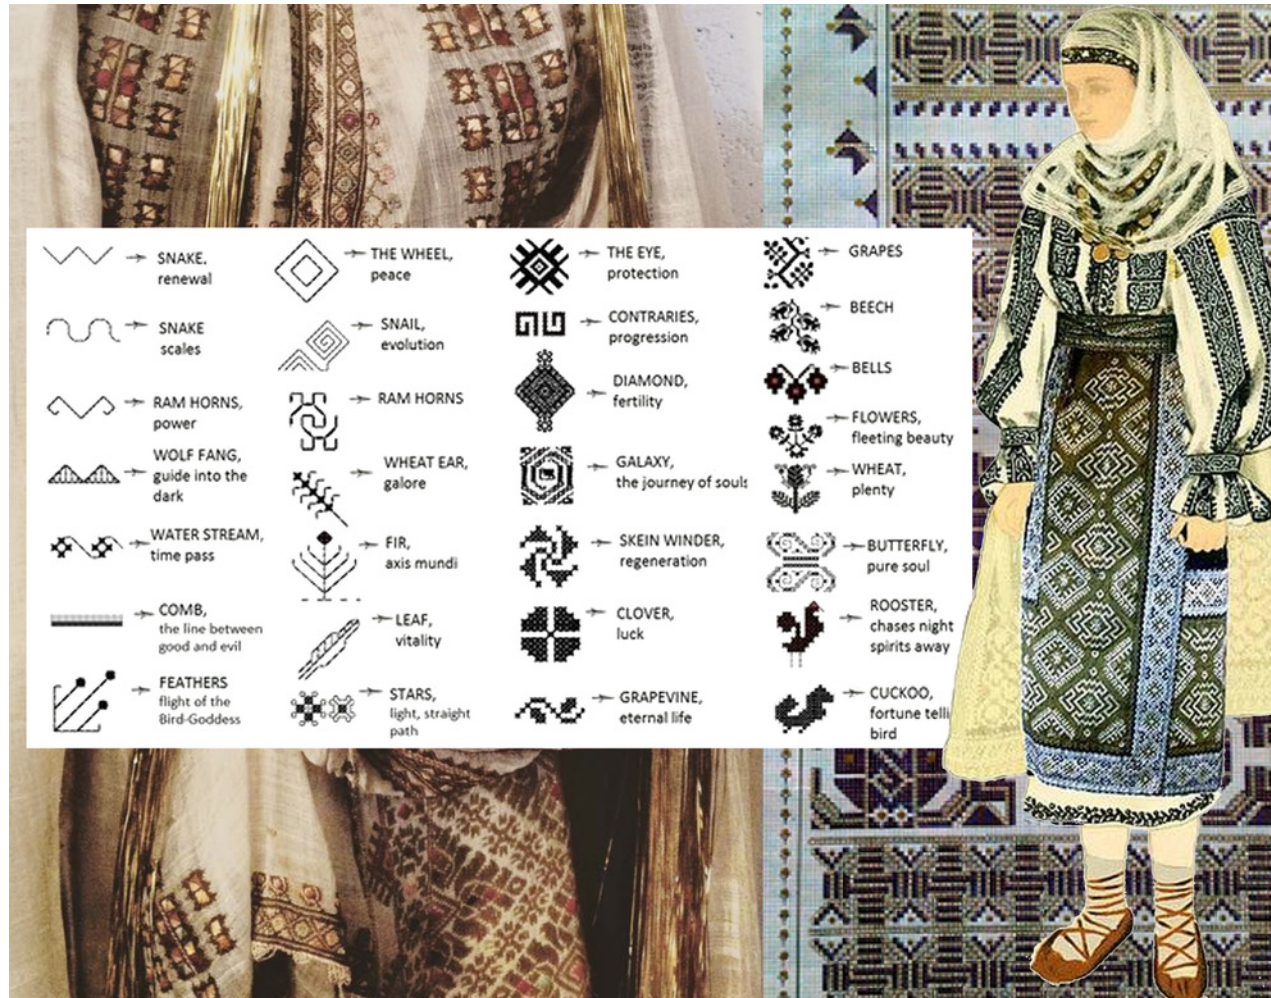 SNAKE,
renewal
SNAKE
scales
RAM HORNS,
power
WOLF FANG,
guide into the
dark
WATER STREAM,
time pass
COMB,
the line between
good and evil
FEATHERS
flight of the
Bird-Goddess
THE WHEEL,
peace
SNAIL,
evolution
RAM HORNS
WHEAT EAR,
galore
FIR,
axis mundi
LEAF,
vitality
STARS,
light, straight
path
THE EYE,
protection
CONTRARIES,
progression
DIAMOND,
fertility
GALAXY,
the journey of souls
SKEIN WINDER,
regeneration
CLOVER,
luck
GRAPEVINE,
eternal life
GRAPES
BEECH
BELLS
FLOWERS,
fleeting beauty
WHEAT,
plenty
BUTTERFLY,
pure soul
ROOSTER,
chases night
spirits away
CUCKOO,
fortune telli
bird